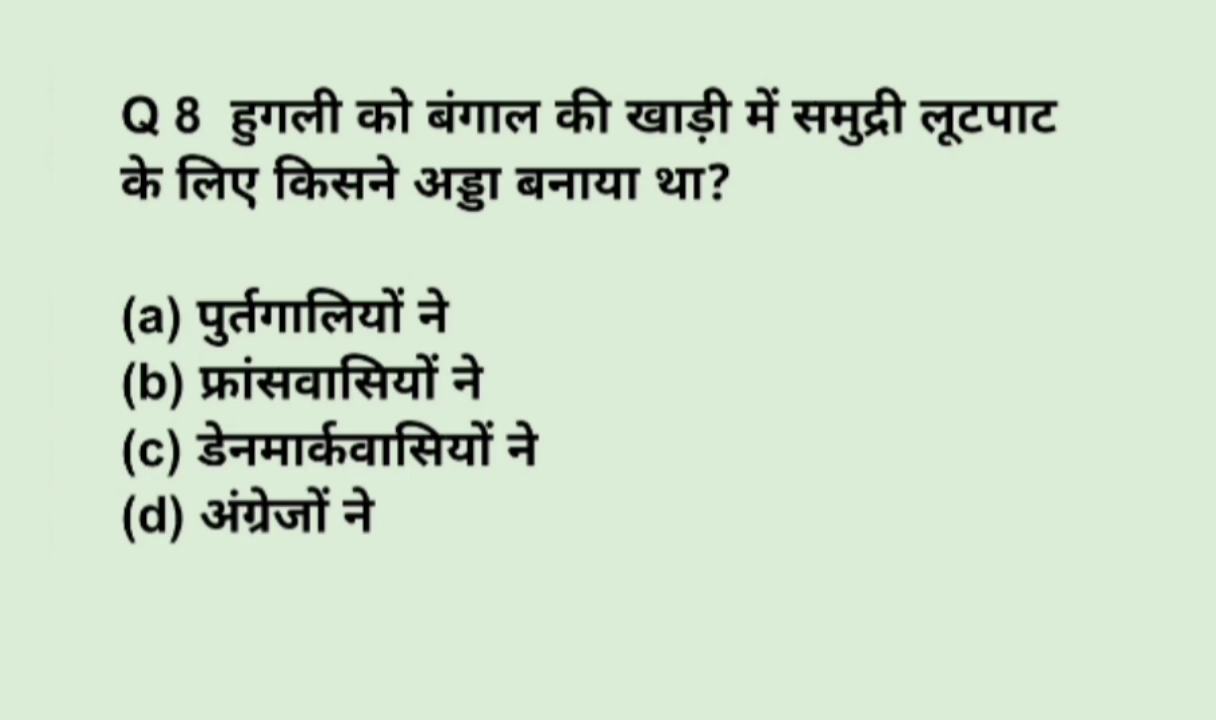 Q 8 हुगली को बंगाल की खाड़ी में समुद्री लूटपाट
के लिए किसने अड्डा बनाया था?
(a) पुर्तगालियों ने
(b) फ्रांसवासियों ने
(c) डेनमार्कवासियों ने
(d) अंग्रेजों ने